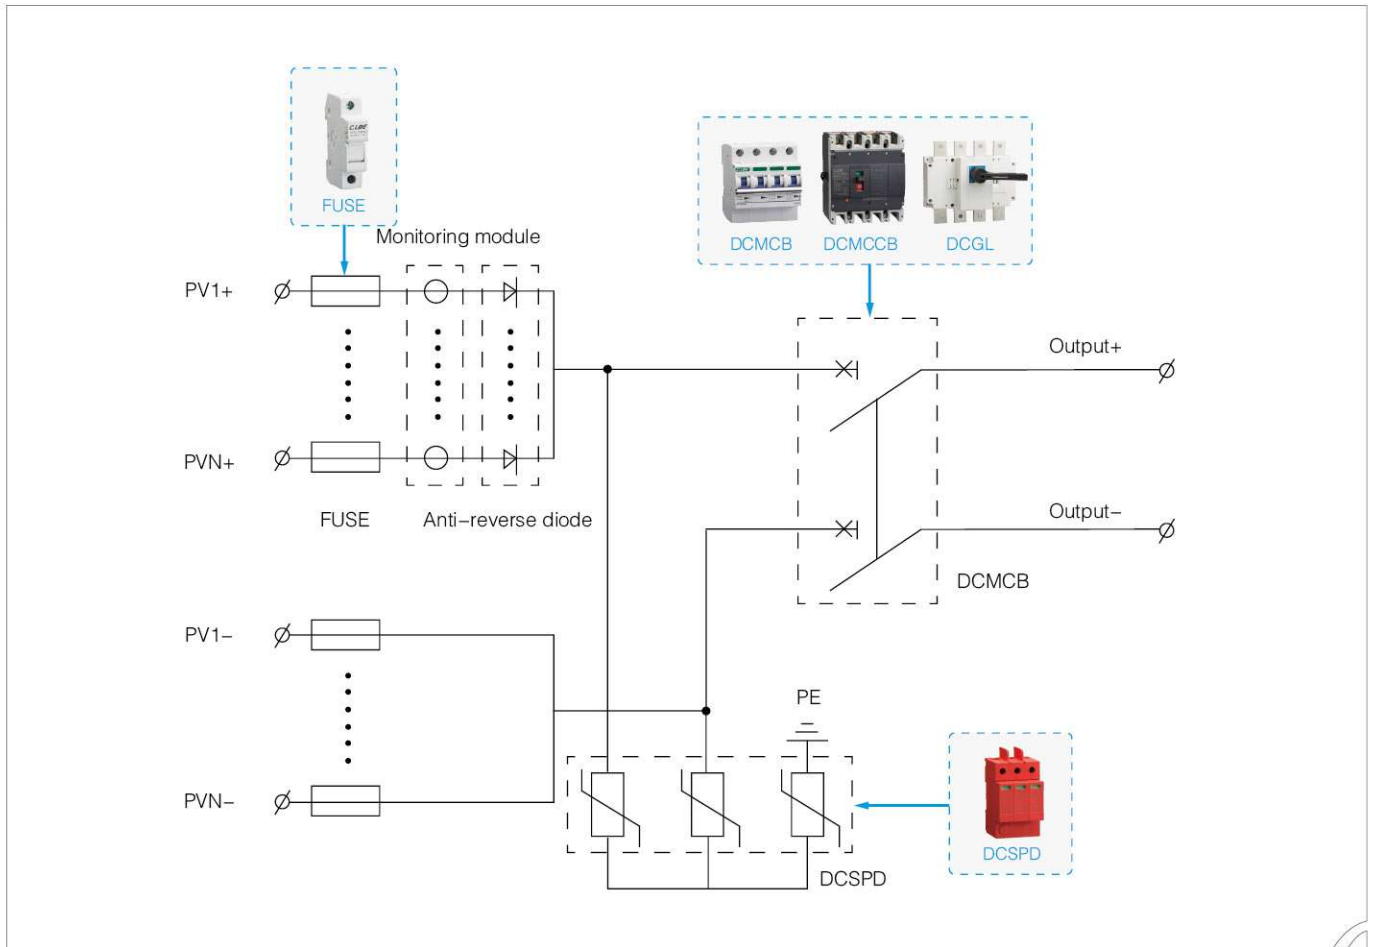 FUSE
DCMCB
DCMCCB
DCGL
Monitoring module
PV1+
Output+
PVN+
FUSE
Anti-reverse diode
Output-
DCMCB
PV1-
PE
PVN-
DCSPD
DCSPD